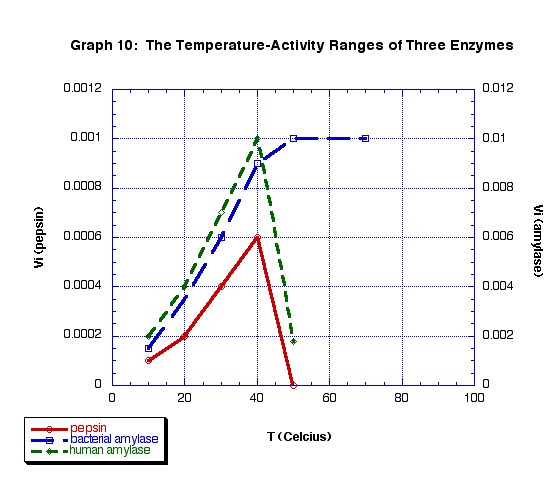 Graph 10: The Temperature-Activity Ranges of Three Enzymes
0.0012 0.012
0.001 0.01
0.0008 0.008
0.0006 0.006
0.0004 0.004
0.0002 0.002
0 0
Vi (pepsin)
Vi (amylase)
0 20 40 60 80 100
T (Celcius)
pepsin
bacterial amylase
human amylase